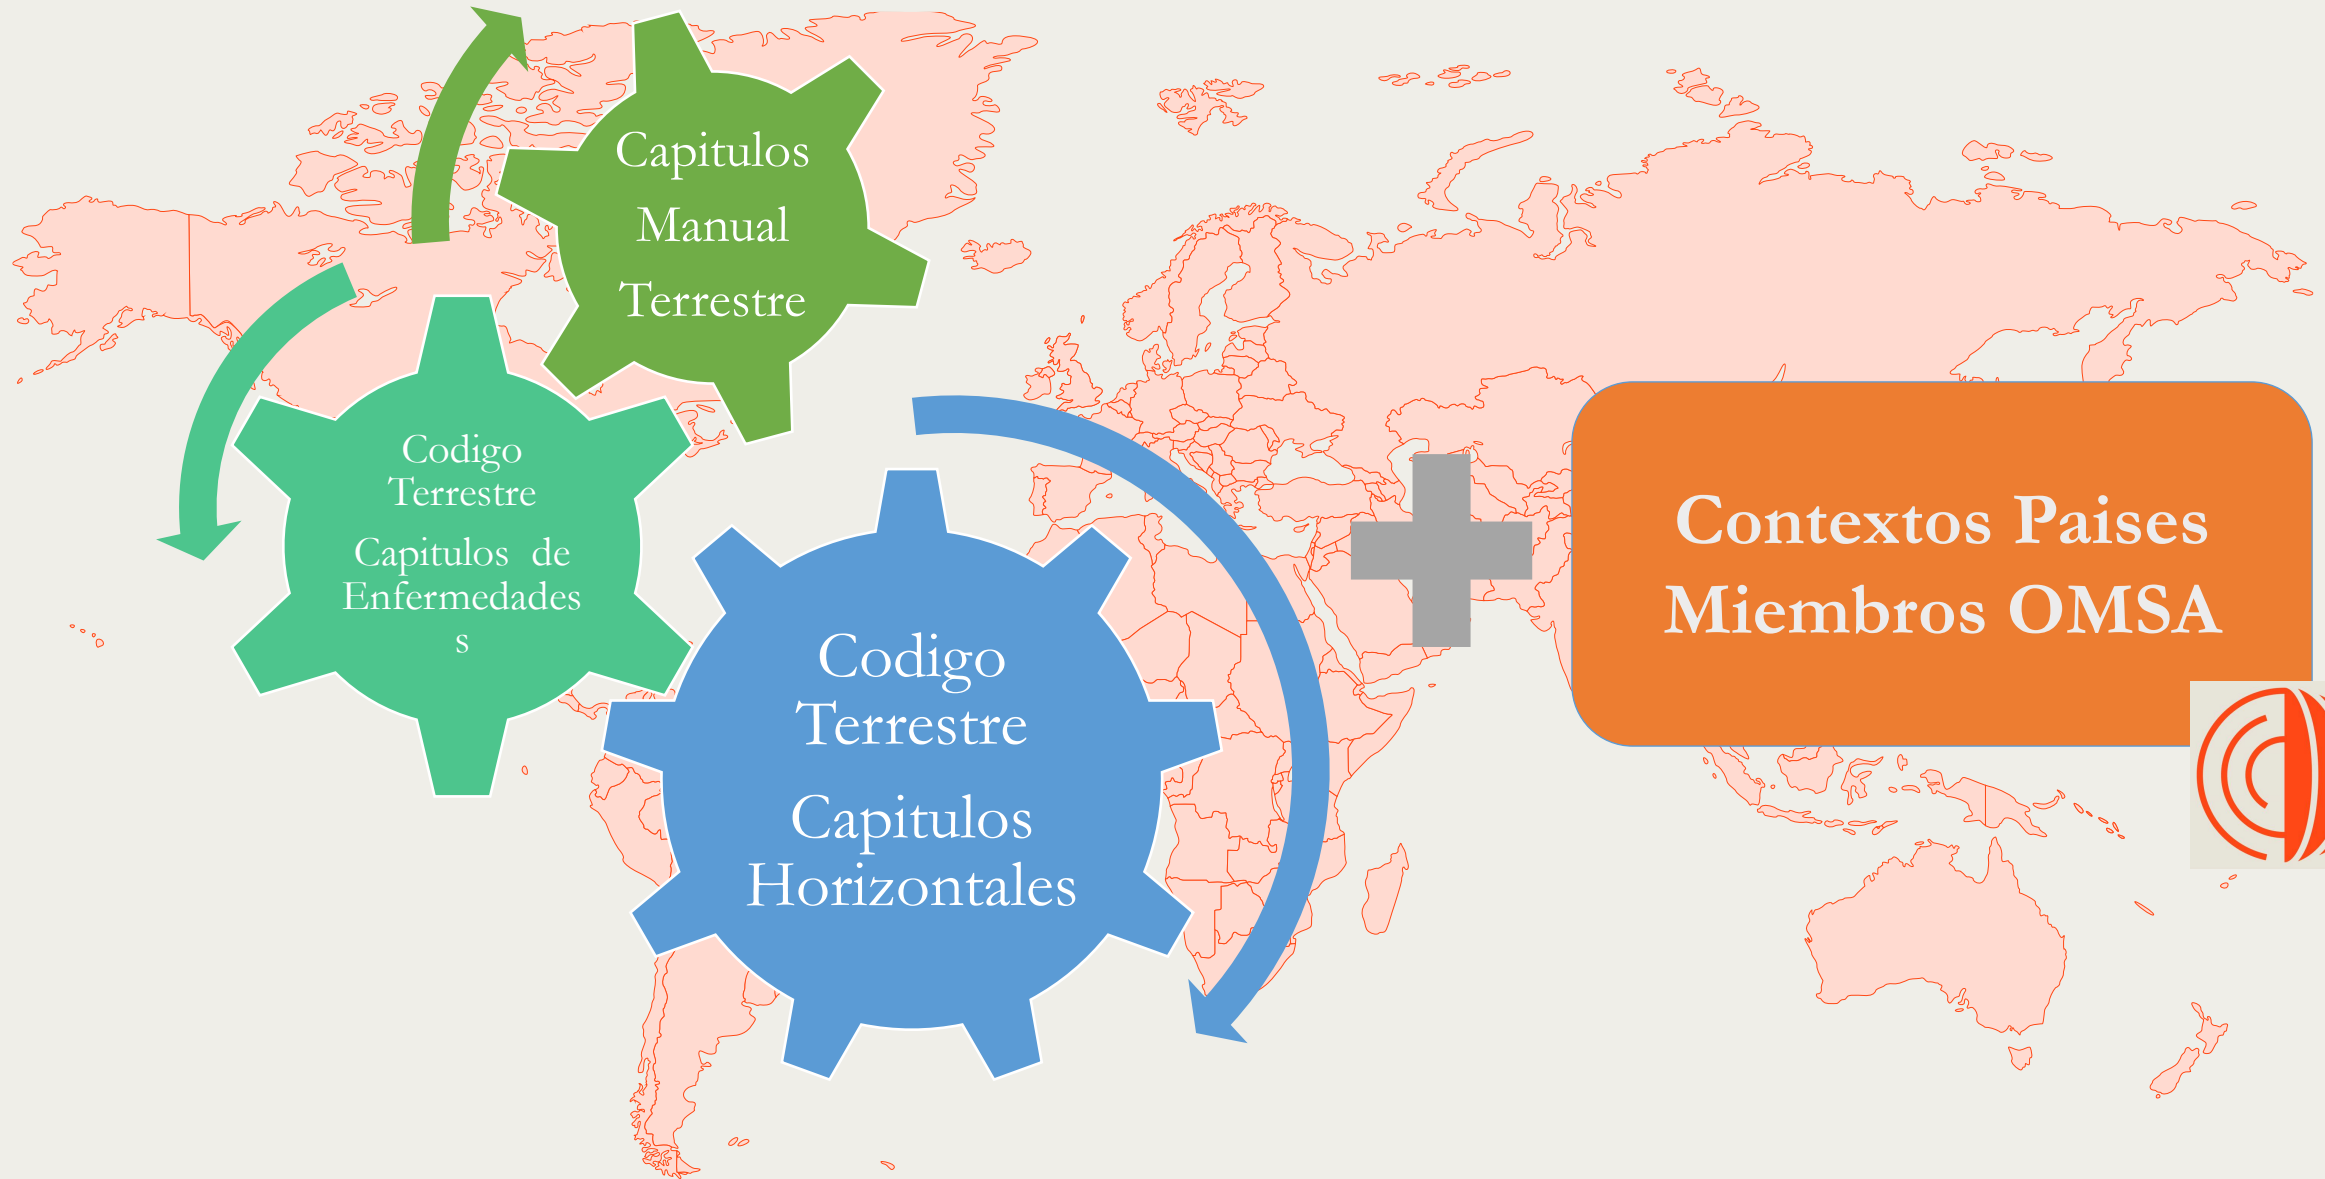 Capitulos
Manual
Terrestre
Codigo
Terrestre
Capitulos de
Enfermedades
s
Codigo
Terrestre
Capitulos
Horizontales
Contextos Paises
Miembros OMSA